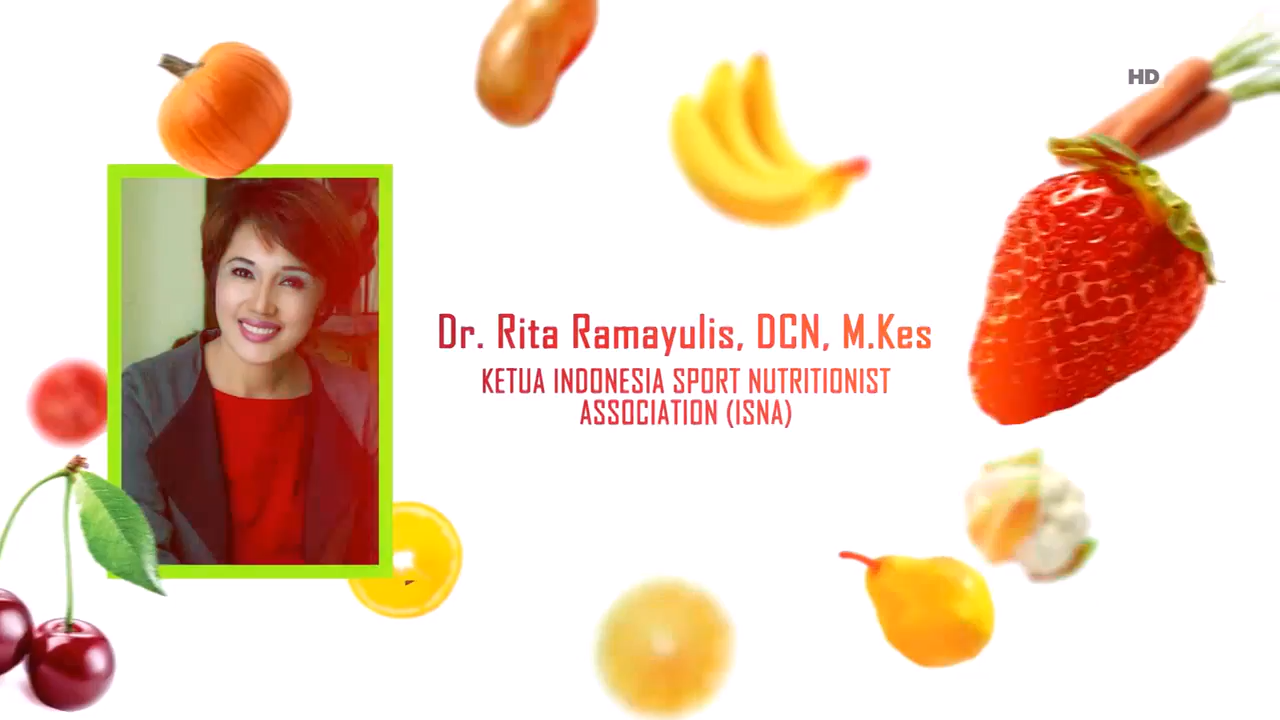 HD
Dr. Rita Ramayulis, DCN, M.Kes
KETUA INDONESIA SPORT NUTRITIONIST
ASSOCIATION (ISNA)